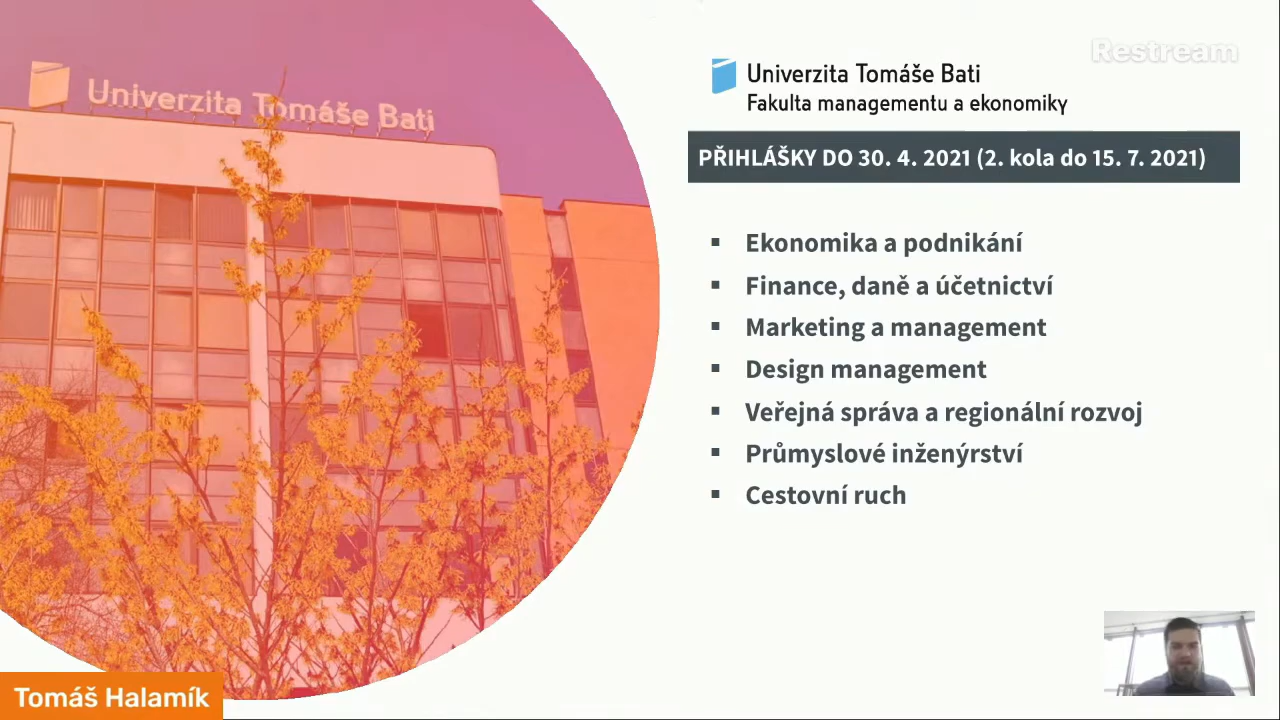 Restream
Univerzita Tomáše Bati
Univerzita Tomáše Bati
Fakulta managementu a ekonomiky
PŘIHLÁŠKY DO 30. 4. 2021 (2. kola do 15. 7. 2021)
Ekonomika a podnikání
Finance, daně a účetnictví
Marketing a management
Design management
Veřejná správa a regionální rozvoj
Průmyslové inženýrství
Cestovní ruch
Tomáš Halamík